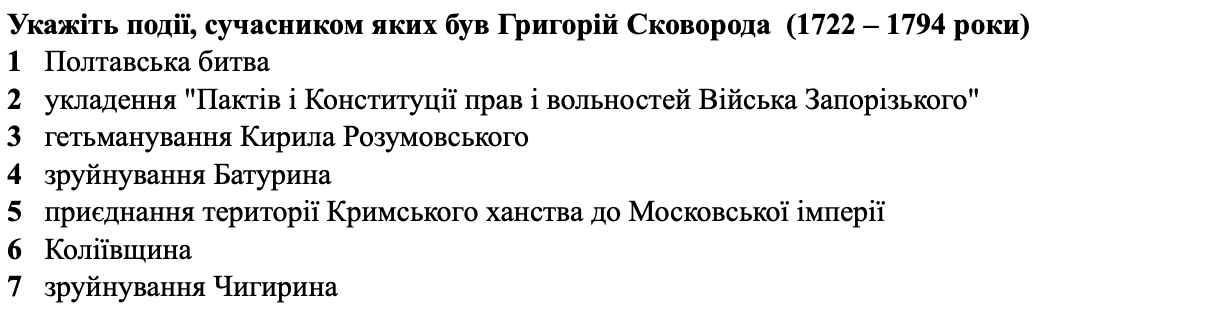 Укажіть події, сучасником яких був Григорій Сковорода  (1722 – 1794 роки)
1 Полтавська битва
2 укладення "Пактів і Конституції прав і вольностей Війська Запорізького"
3 гетьманування Кирила Розумовського
4 зруйнування Батурина
5 приєднання території Кримського ханства до Московської імперії
6 Коліївщина
7 зруйнування Чигирина